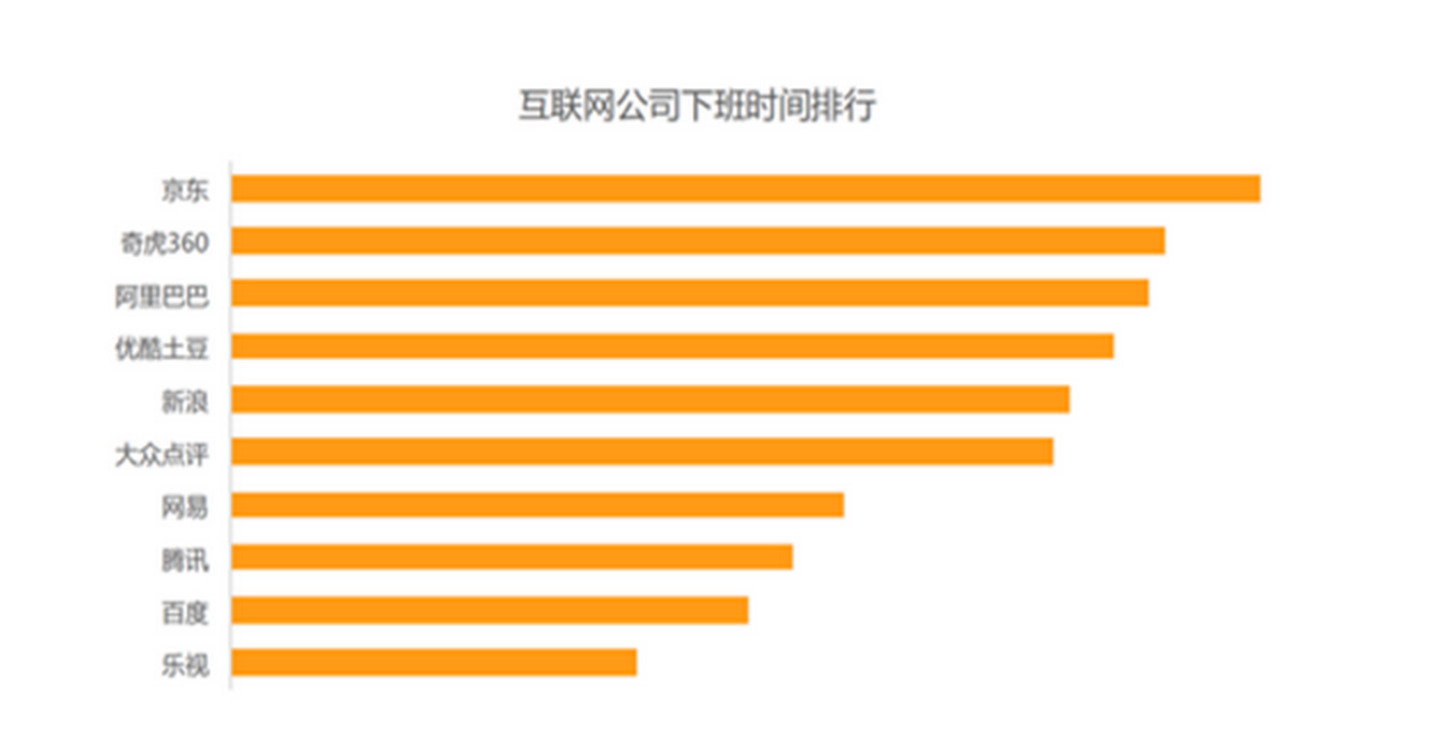 互联网公司下班时间排行
京东
奇虎360
阿里巴巴
优酷土豆
新浪
大众点评
网易
腾讯
百度
乐视